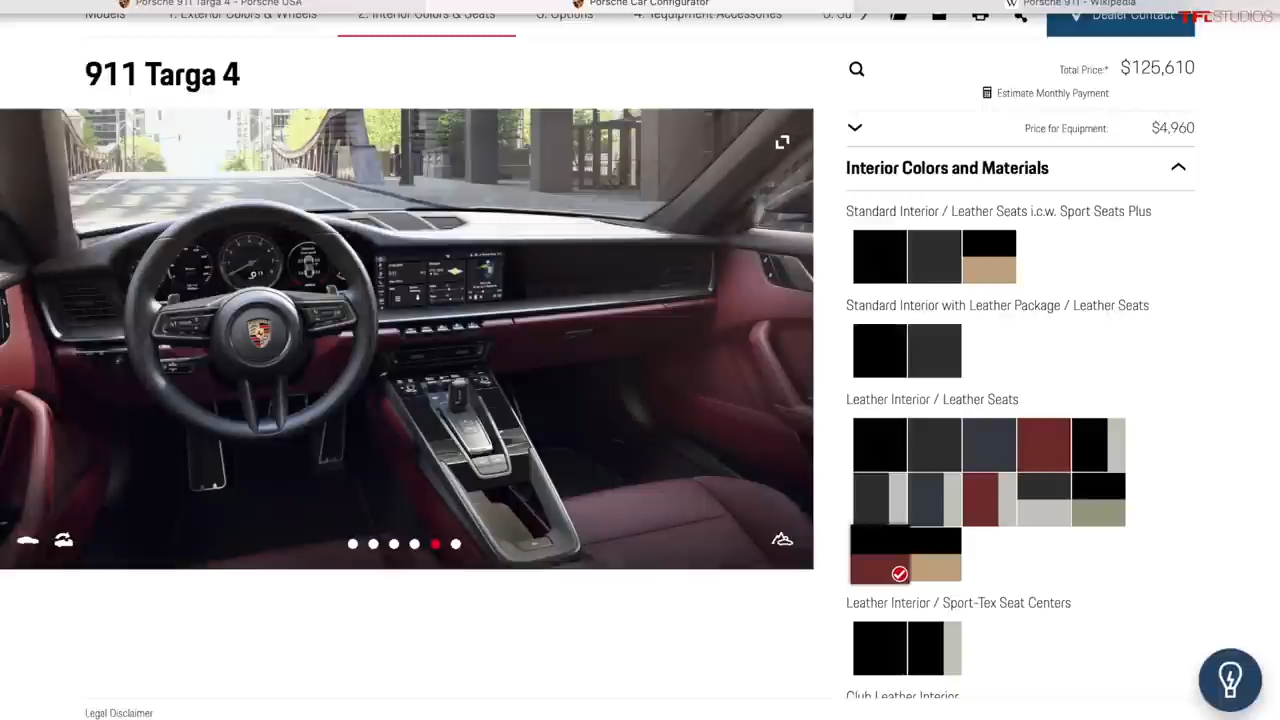 Porsche 911 Targa 4 - Porsche USA
Porsche Car Configurator
Porsche 911 - Wikipedia
Models
1. Exterior Colors & Wheels
2. Interior Colors & Seats
3. Options
4. Tequipment Accessories
5. Su
Dealer Contact
TFLSTUDIOS
911 Targa 4
Total Price:* $125,610
Estimate Monthly Payment
Price for Equipment: $4,960
Interior Colors and Materials
Standard Interior / Leather Seats i.c.w. Sport Seats Plus
Standard Interior with Leather Package / Leather Seats
Leather Interior / Leather Seats
Leather Interior / Sport-Tex Seat Centers
Club Leather Interior
Legal Disclaimer